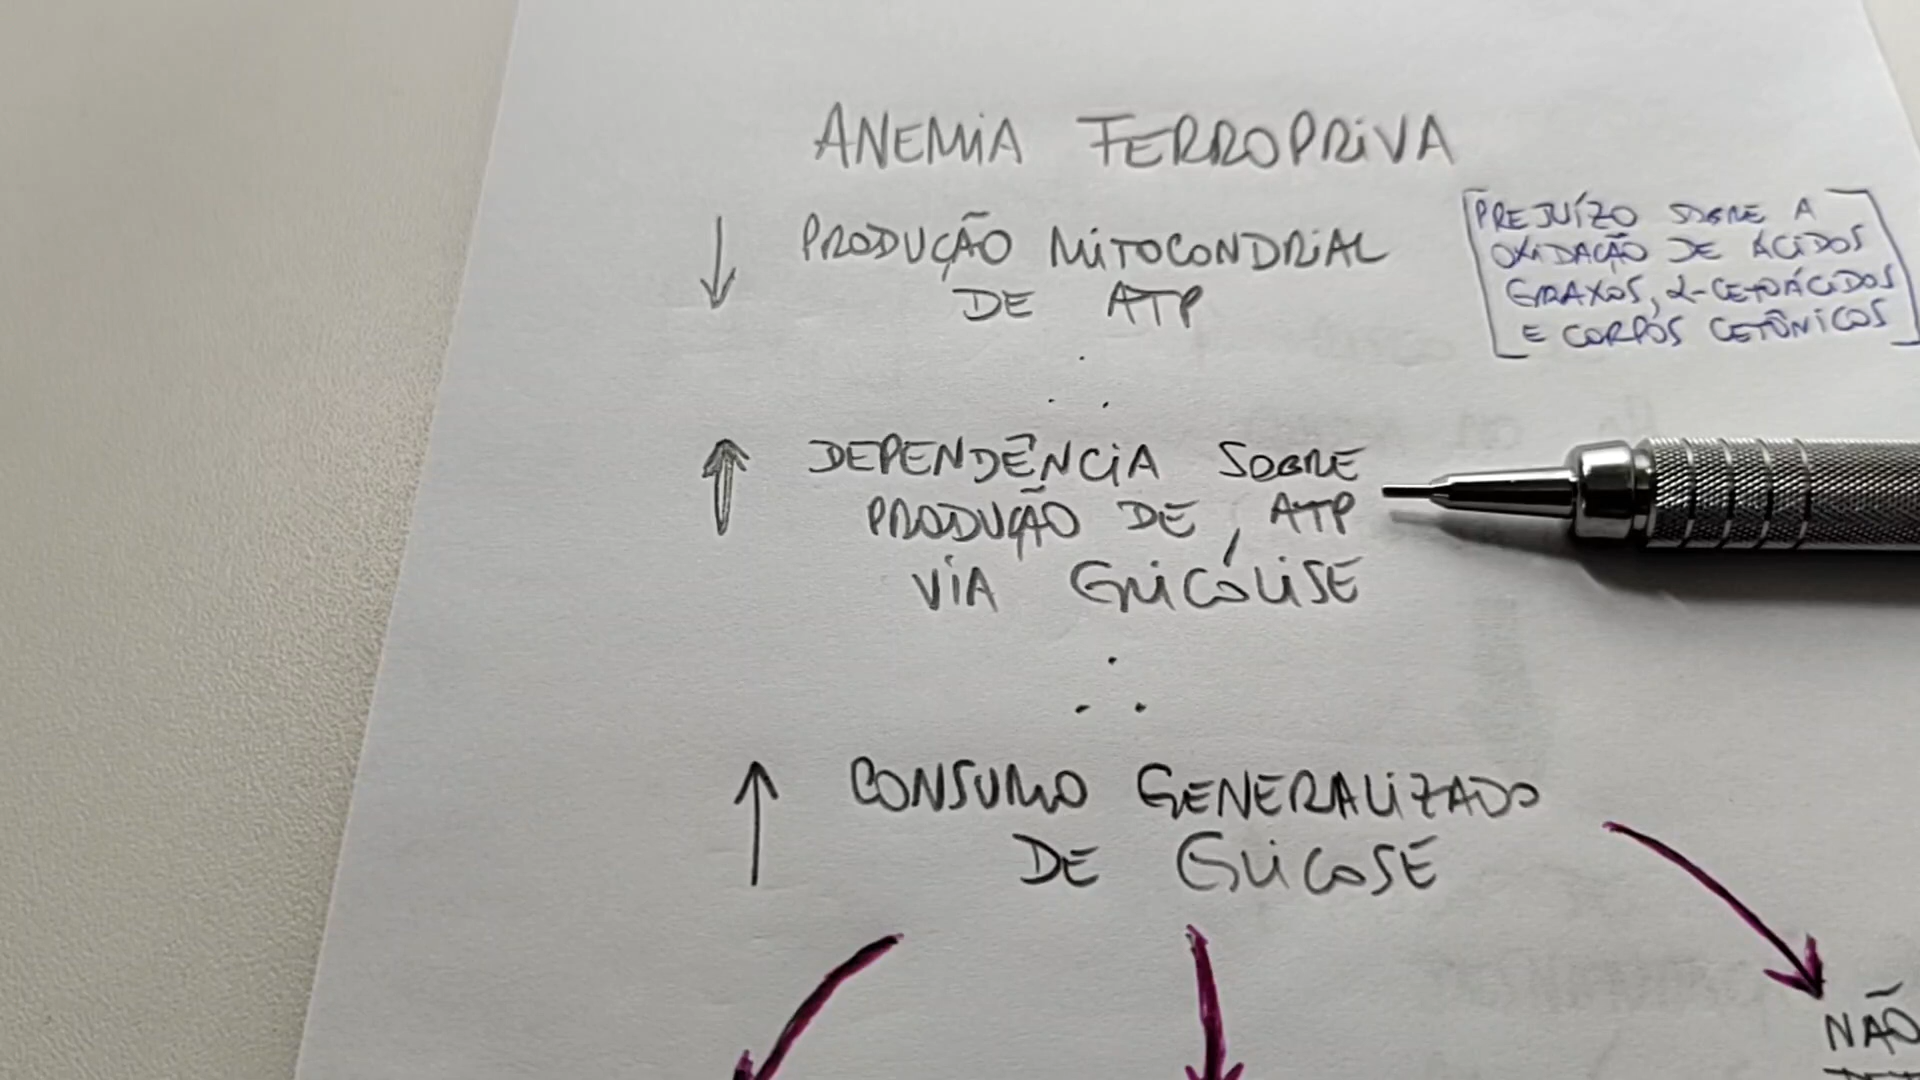 ANEMIA FERROPRIVA
↓ PRODUÇÃO MITOCONDRIAL
DE ATP
[PREJUÍZO SOBRE A
OXIDAÇÃO DE ÁCIDOS
GRAXOS, α-CETOÁCIDOS
E CORPOS CETÔNICOS]
∴
↑ DEPENDÊNCIA SOBRE
PRODUÇÃO DE ATP
VIA GLICÓLISE
∴
↑ CONSUMO GENERALIZADO
DE GLICOSE
NÃO